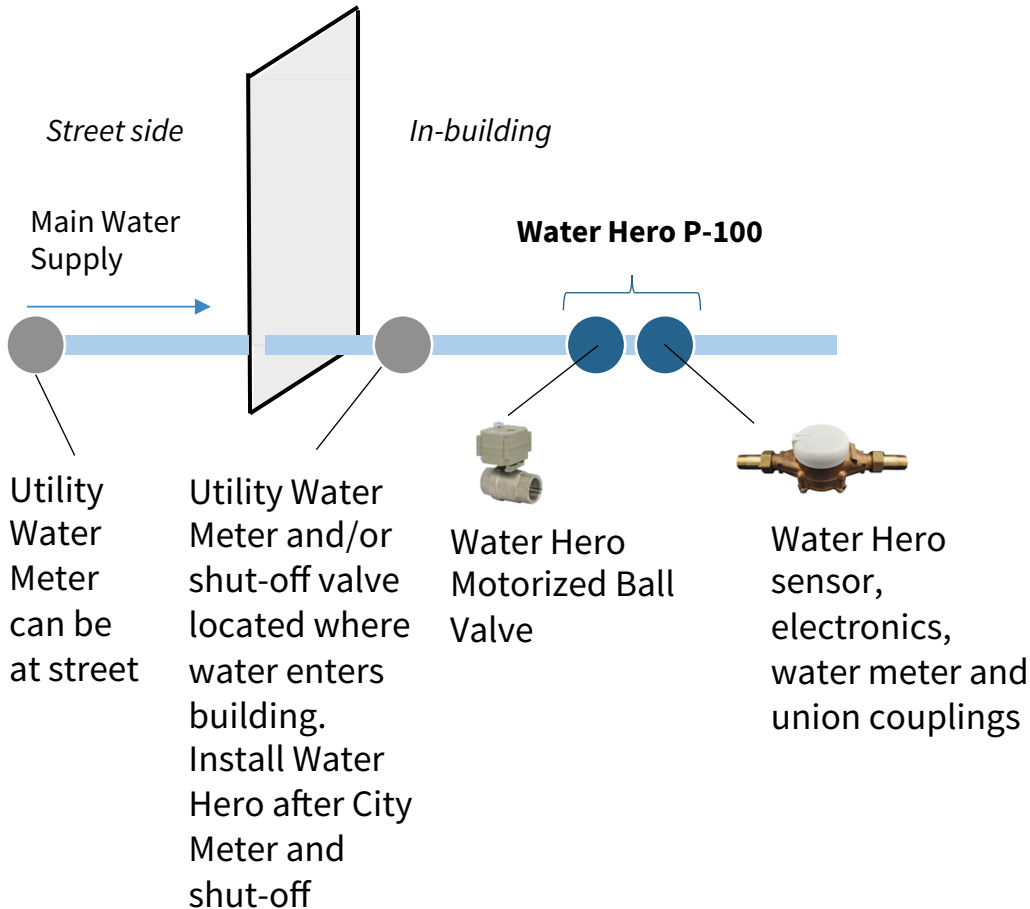 Street side
In-building
Main Water
Supply
Water Hero P-100
Utility
Water
Meter
can be
at street
Utility Water
Meter and/or
shut-off valve
located where
water enters
building.
Install Water
Hero after City
Meter and
shut-off
Water Hero
Motorized Ball
Valve
Water Hero
sensor,
electronics,
water meter and
union couplings